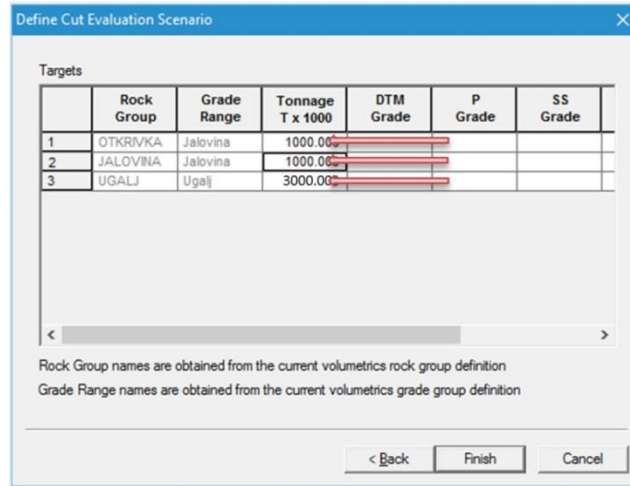 Define Cut Evaluation Scenario
Targets
Rock Group Grade Range Tonnage T x 1000 DTM Grade P Grade SS Grade
1 OTKRIVKA Jalovina 1000.00
2 JALOVINA Jalovina 1000.00
3 UGALJ Ugalj 3000.00
Rock Group names are obtained from the current volumetrics rock group definition
Grade Range names are obtained from the current volumetrics grade group definition
< Back Finish Cancel